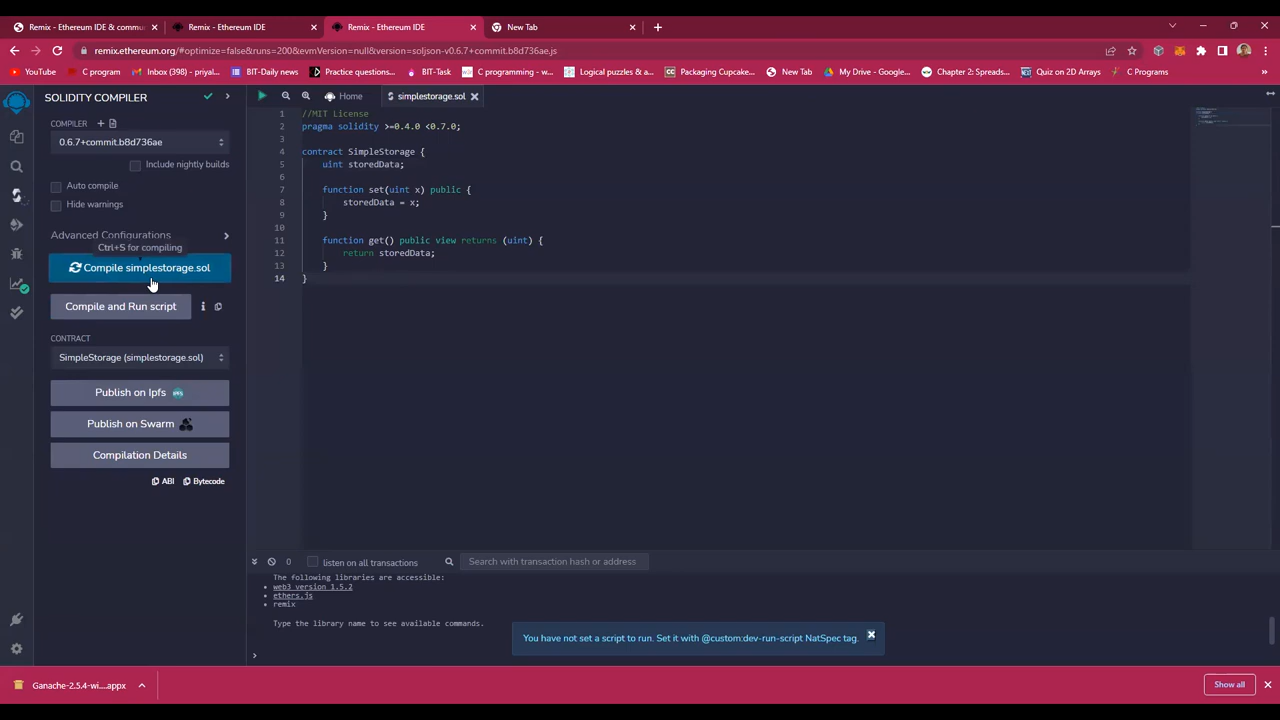 Remix - Ethereum IDE & commu
Remix - Ethereum IDE
Remix - Ethereum IDE
New Tab
remix.ethereum.org/#optimize=false&runs=200&evmVersion=null&version=soljson-v0.6.7+commit.b8d736ae.js
YouTube
C program
Inbox (398) - priyal...
BIT-Daily news
Practice questions...
BIT-Task
C programming - w...
Logical puzzles & a...
Packaging Cupcake...
New Tab
My Drive - Google...
Chapter 2: Spreads...
Quiz on 2D Arrays
C Programs
SOLIDITY COMPILER
COMPILER
0.6.7+commit.b8d736ae
Include nightly builds
Auto compile
Hide warnings
Advanced Configurations
Ctrl+S for compiling
Compile simplestorage.sol
Compile and Run script
CONTRACT
SimpleStorage (simplestorage.sol)
Publish on Ipfs
Publish on Swarm
Compilation Details
ABI
Bytecode
Home
simplestorage.sol
1 //MIT License
2 pragma solidity >=0.4.0 <0.7.0;
3
4 contract SimpleStorage {
5 uint storedData;
6
7 function set(uint x) public {
8 storedData = x;
9 }
10
11 function get() public view returns (uint) {
12 return storedData;
13 }
14 }
0
listen on all transactions
Search with transaction hash or address
The following libraries are accessible:
web3 version 1.5.2
ethers.js
remix
Type the library name to see available commands.
>
You have not set a script to run. Set it with @custom:dev-run-script NatSpec tag.
Ganache-2.5.4-wi....appx
Show all